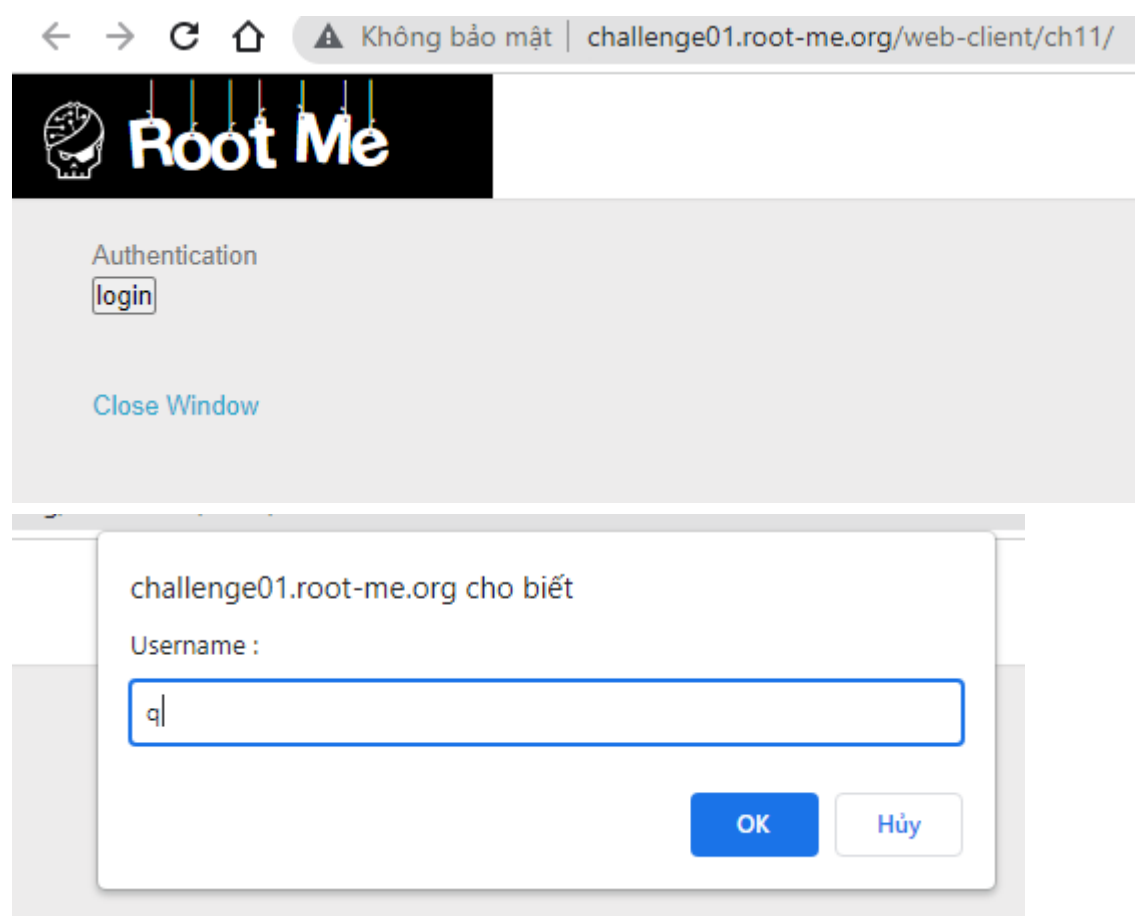 Không bảo mật | challenge01.root-me.org/web-client/ch11/
Root Me
Authentication
login
Close Window
challenge01.root-me.org cho biết
Username :
q
OK
Hủy